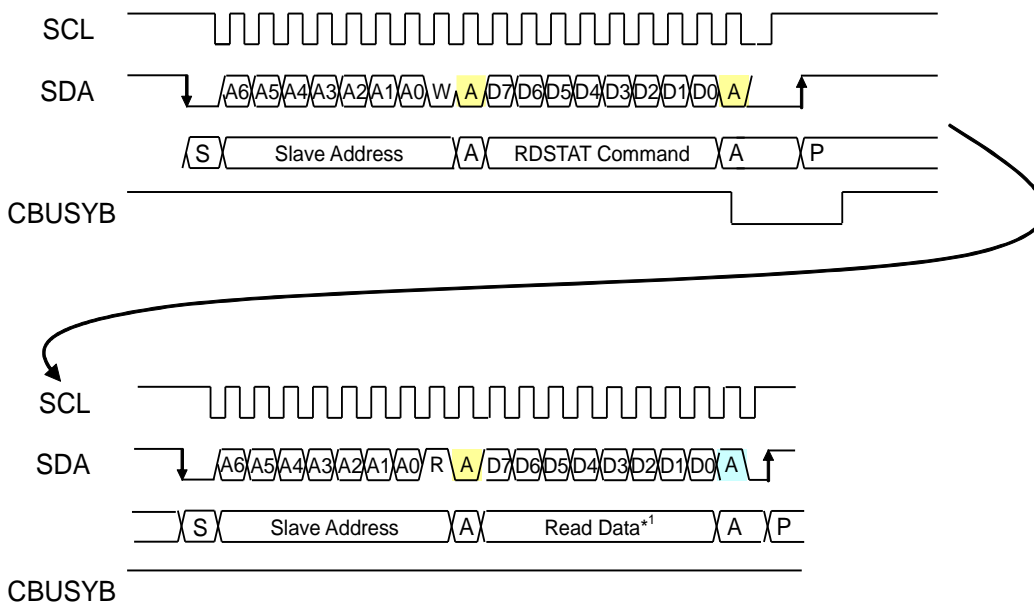 SCL
SDA
A6 A5 A4 A3 A2 A1 A0 W A D7 D6 D5 D4 D3 D2 D1 D0 A
S Slave Address A RDSTAT Command A P
CBUSYB
SCL
SDA
A6 A5 A4 A3 A2 A1 A0 R A D7 D6 D5 D4 D3 D2 D1 D0 A
S Slave Address A Read Data*1 A P
CBUSYB